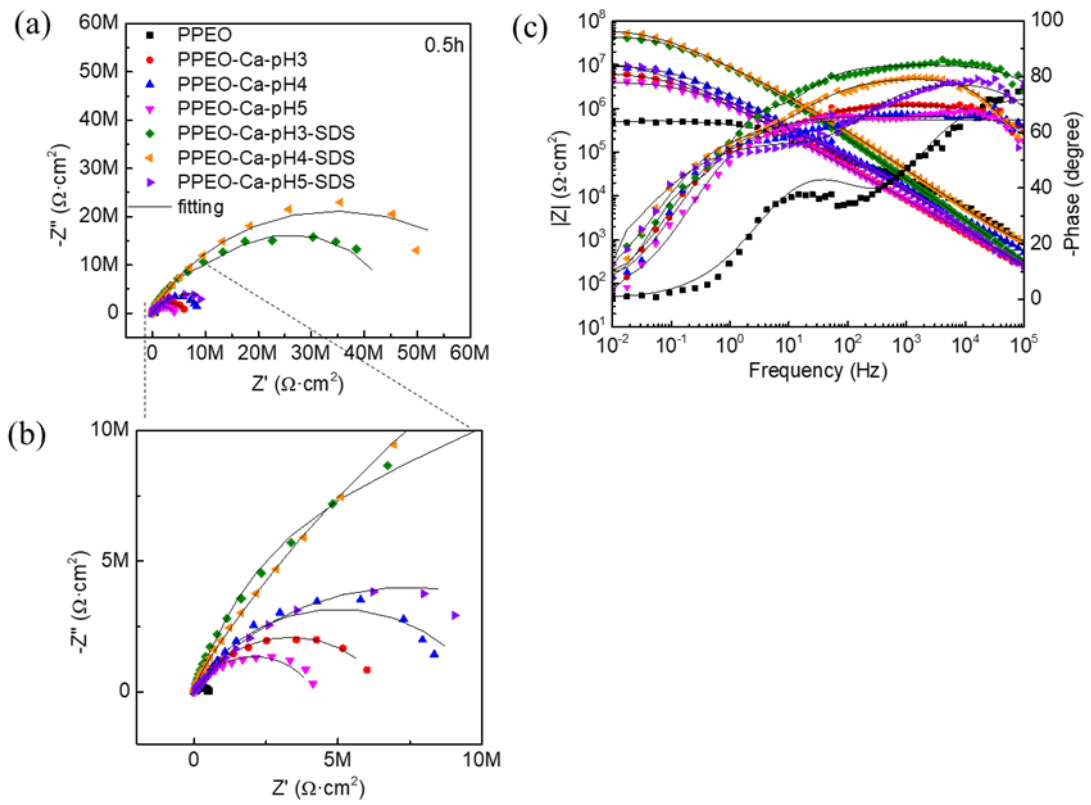 (a)
60M
50M
40M
30M
20M
10M
0
-Z'' (Ω·cm²)
0.5h
PPEO
PPEO-Ca-pH3
PPEO-Ca-pH4
PPEO-Ca-pH5
PPEO-Ca-pH3-SDS
PPEO-Ca-pH4-SDS
PPEO-Ca-pH5-SDS
fitting
0 10M 20M 30M 40M 50M 60M
Z' (Ω·cm²)
(b)
10M
5M
0
-Z'' (Ω·cm²)
0 5M 10M
Z' (Ω·cm²)
(c)
10⁸
10⁷
10⁶
10⁵
10⁴
10³
10²
10¹
|Z| (Ω·cm²)
100
80
60
40
20
0
-Phase (degree)
10⁻² 10⁻¹ 10⁰ 10¹ 10² 10³ 10⁴ 10⁵
Frequency (Hz)